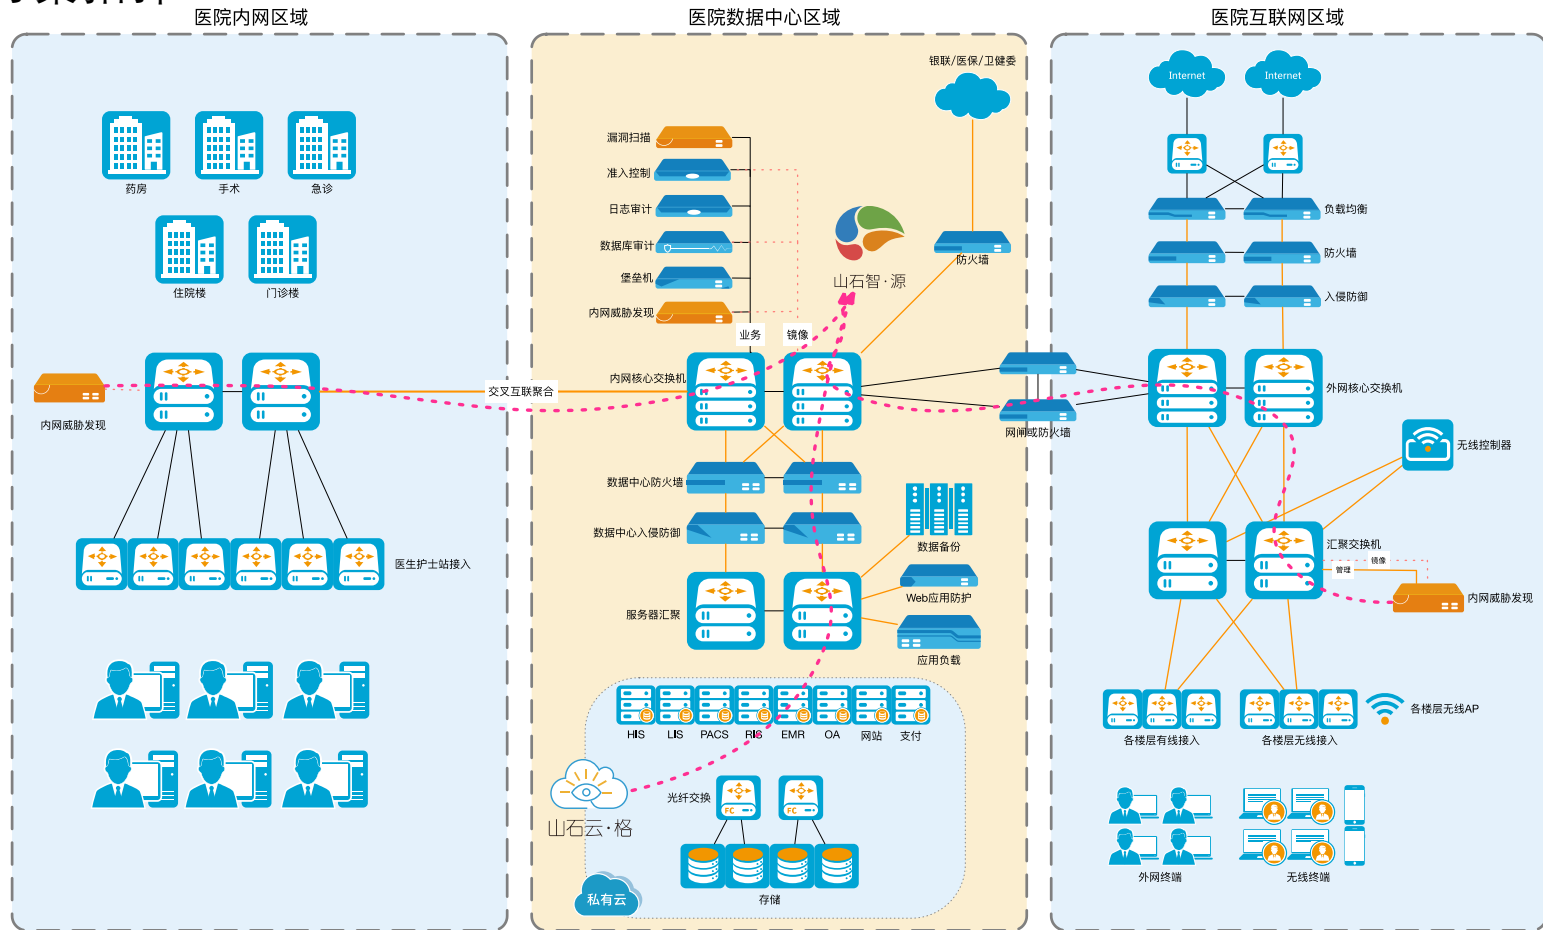 医院内网区域
医院数据中心区域
医院互联网区域
药房
手术
急诊
住院楼
门诊楼
内网威胁发现
交叉互联聚合
医生护士站接入
银联/医保/卫健委
漏洞扫描
准入控制
日志审计
数据库审计
堡垒机
内网威胁发现
业务
镜像
山石智·源
防火墙
内网核心交换机
网闸或防火墙
数据中心防火墙
数据中心入侵防御
数据备份
Web应用防护
服务器汇聚
应用负载
HIS
LIS
PACS
RIS
EMR
OA
网站
支付
光纤交换
FC
FC
山石云·格
私有云
存储
Internet
Internet
负载均衡
防火墙
入侵防御
外网核心交换机
无线控制器
汇聚交换机
镜像
管理
内网威胁发现
各楼层有线接入
各楼层无线接入
各楼层无线AP
外网终端
无线终端